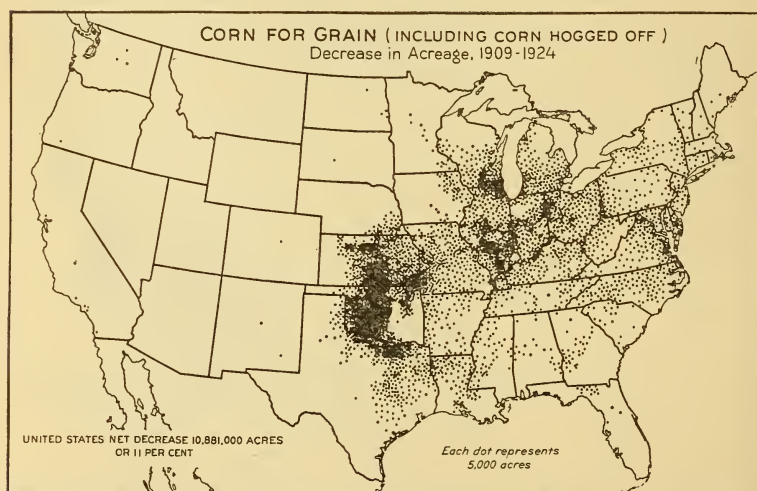 CORN FOR GRAIN (INCLUDING CORN HOGGED OFF)
Decrease in Acreage, 1909-1924
UNITED STATES NET DECREASE 10,881,000 ACRES
OR 11 PER CENT
Each dot represents
5,000 acres